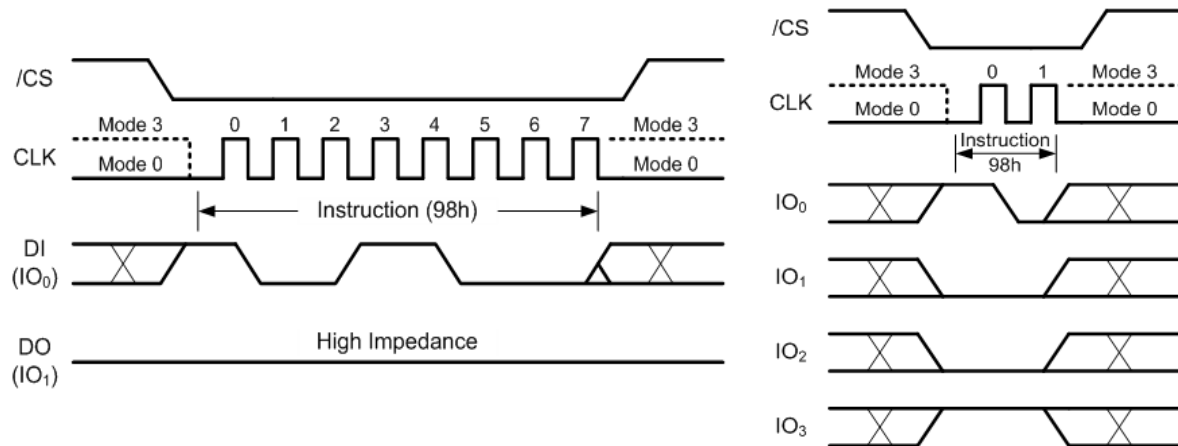 /CS
Mode 3
0 1 2 3 4 5 6 7
Mode 3
CLK
Mode 0
Mode 0
Instruction (98h)
DI
(IO0)
High Impedance
DO
(IO1)
/CS
Mode 3
0 1
Mode 3
CLK
Mode 0
Mode 0
Instruction
98h
IO0
IO1
IO2
IO3